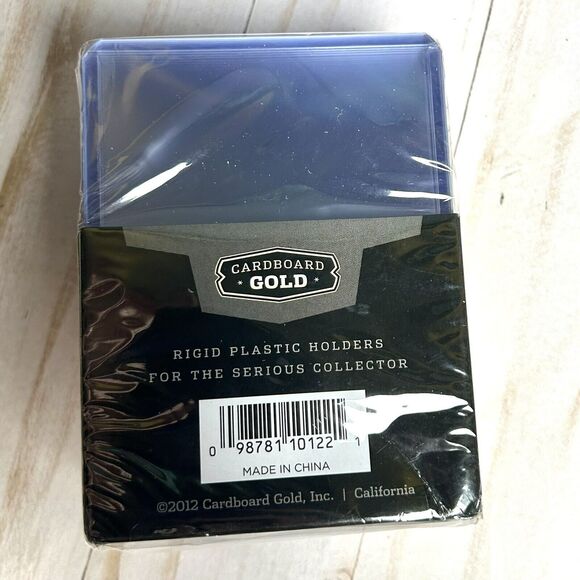 CARDBOARD
GOLD
RIGID PLASTIC HOLDERS
FOR THE SERIOUS COLLECTOR
0 98781 10122 1
MADE IN CHINA
©2012 Cardboard Gold, Inc. | California